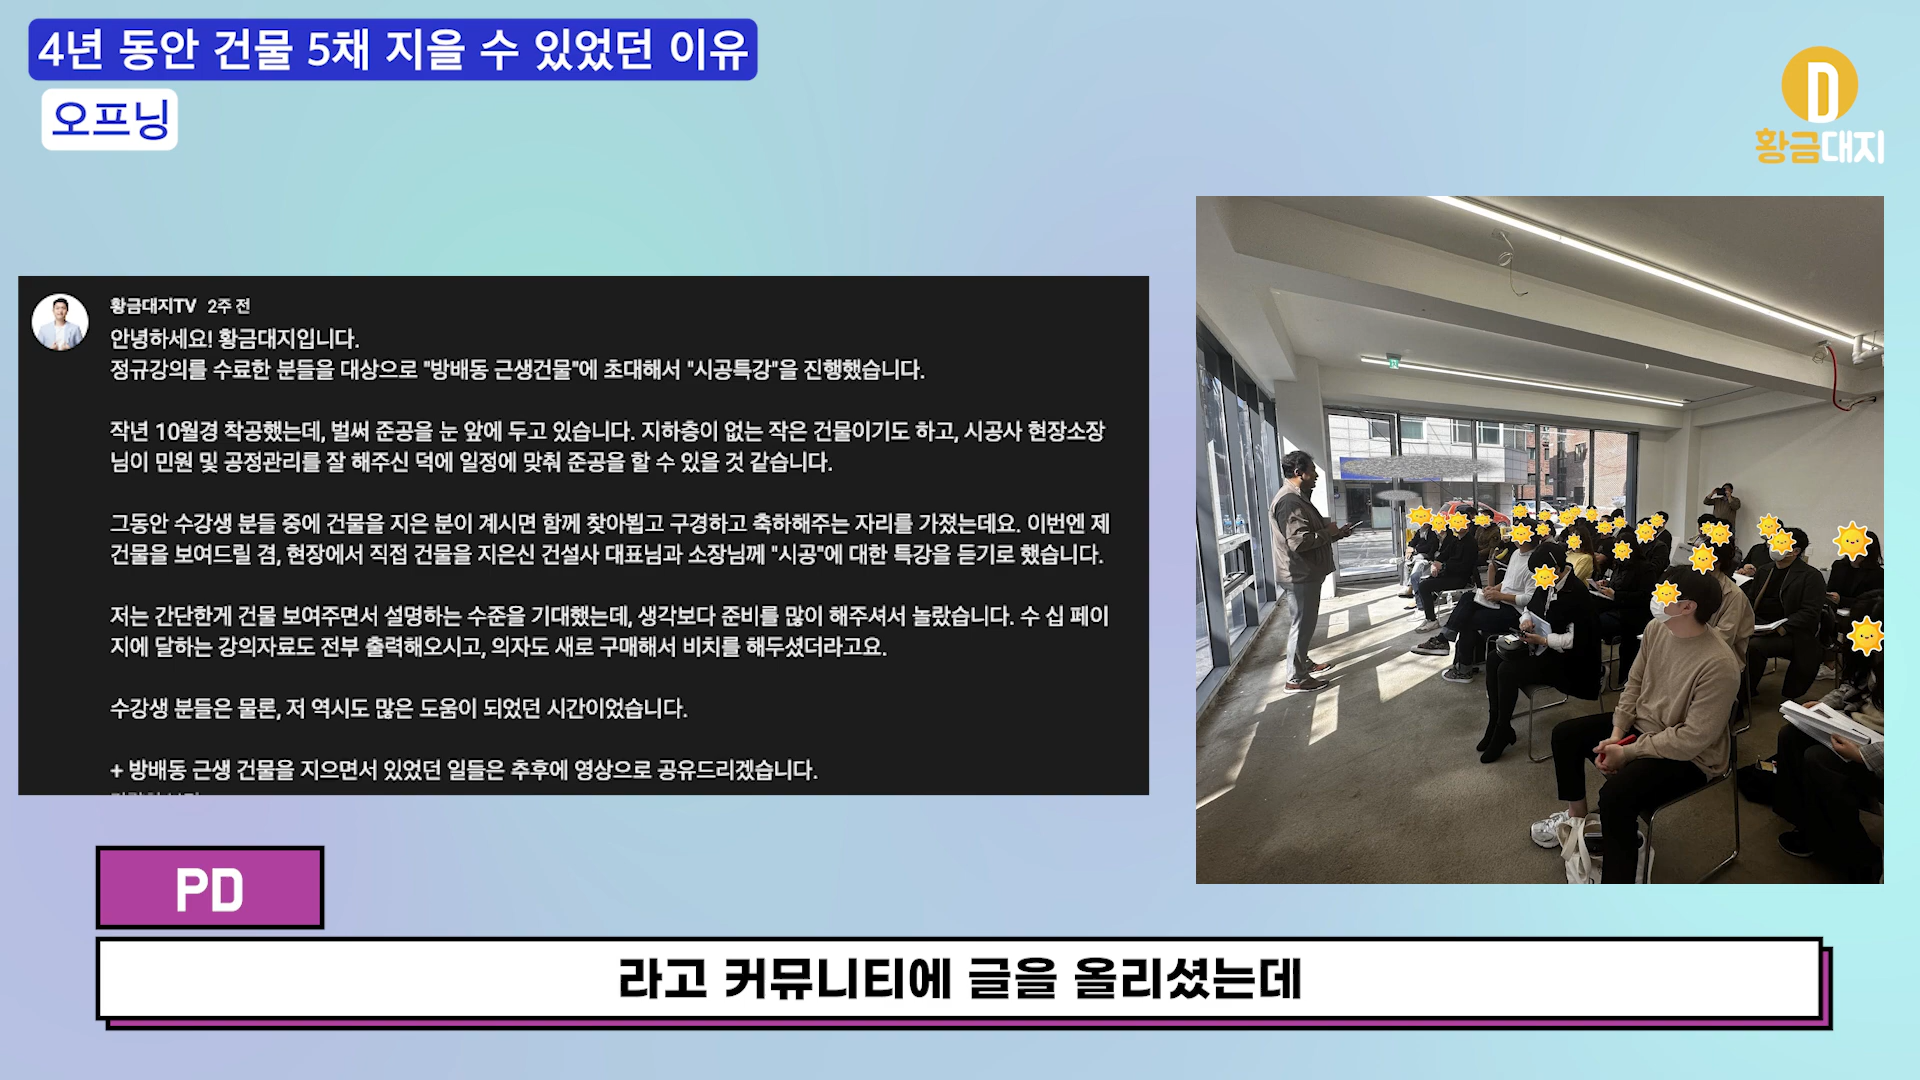 4년 동안 건물 5채 지을 수 있었던 이유
오프닝
D
황금대지
황금대지TV 2주 전
안녕하세요! 황금대지입니다.
정규강의를 수료한 분들을 대상으로 "방배동 근생건물"에 초대해서 "시공특강"을 진행했습니다.
작년 10월경 착공했는데, 벌써 준공을 눈 앞에 두고 있습니다. 지하층이 없는 작은 건물이기도 하고, 시공사 현장소장
님이 민원 및 공정관리를 잘 해주신 덕에 일정에 맞춰 준공을 할 수 있을 것 같습니다.
그동안 수강생 분들 중에 건물을 지은 분이 계시면 함께 찾아뵙고 구경하고 축하해주는 자리를 가졌는데요. 이번엔 제
건물을 보여드릴 겸, 현장에서 직접 건물을 지은신 건설사 대표님과 소장님께 "시공"에 대한 특강을 듣기로 했습니다.
저는 간단한게 건물 보여주면서 설명하는 수준을 기대했는데, 생각보다 준비를 많이 해주셔서 놀랐습니다. 수 십 페이
지에 달하는 강의자료도 전부 출력해오시고, 의자도 새로 구매해서 비치를 해두셨더라고요.
수강생 분들은 물론, 저 역시도 많은 도움이 되었던 시간이었습니다.
+ 방배동 근생 건물을 지으면서 있었던 일들은 추후에 영상으로 공유드리겠습니다.
PD
라고 커뮤니티에 글을 올리셨는데